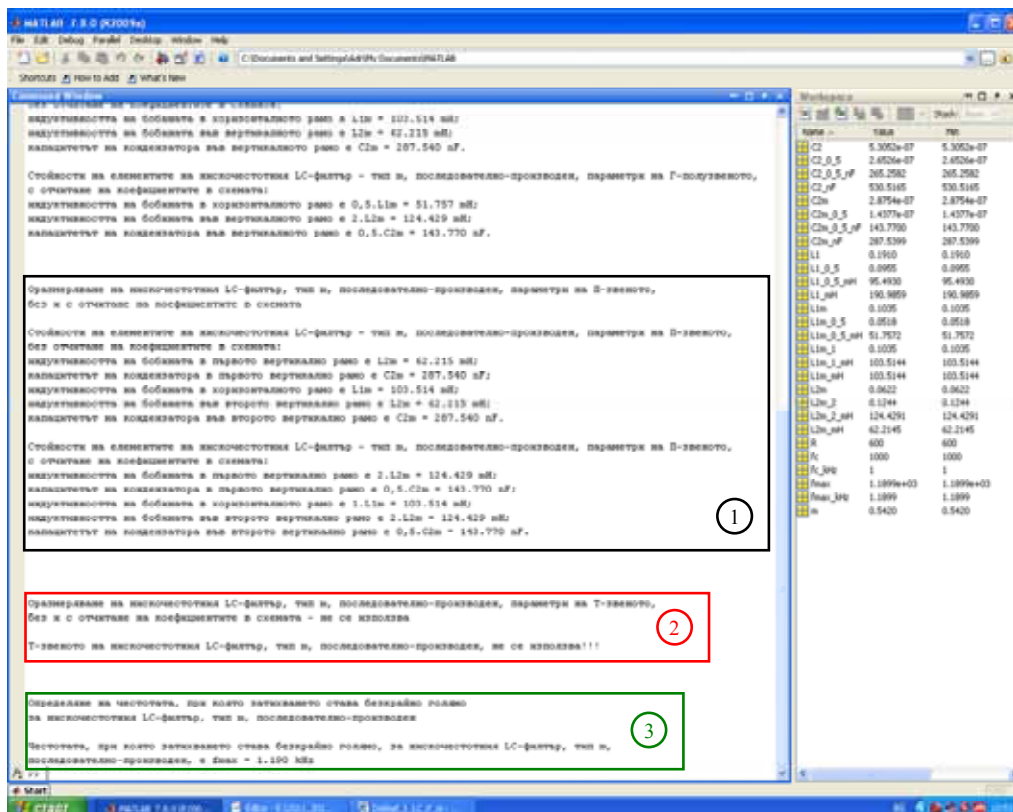 MATLAB 7.8.0 (R2009a)
File Edit Debug Parallel Desktop Window Help
C:\Documents and Settings\Adr\My Documents\MATLAB
Shortcuts How to Add What's New
Command Window
без отчитане на коефициентите в схемата:
индуктивността на бобината в хоризонталното рамо е L1m = 103.514 mH;
индуктивността на бобината във вертикалното рамо е L2m = 62.215 mH;
капацитетът на кондензатора във вертикалното рамо е C2m = 287.540 nF.
Стойности на елементите на нискочестотния LC-филтър - тип m, последователно-производен, параметри на Г-полузвеното,
с отчитане на коефициентите в схемата:
индуктивността на бобината в хоризонталното рамо е 0,5.L1m = 51.757 mH;
индуктивността на бобината във вертикалното рамо е 2.L2m = 124.429 mH;
капацитетът на кондензатора във вертикалното рамо е 0,5.C2m = 143.770 nF.
Оразмеряване на нискочестотния LC-филтър, тип m, последователно-производен, параметри на П-звеното,
без и с отчитане на коефициентите в схемата
Стойности на елементите на нискочестотния LC-филтър - тип m, последователно-производен, параметри на П-звеното,
без отчитане на коефициентите в схемата:
индуктивността на бобината в първото вертикално рамо е L2m = 62.215 mH;
капацитетът на кондензатора в първото вертикално рамо е C2m = 287.540 nF;
индуктивността на бобината в хоризонталното рамо е L1m = 103.514 mH;
индуктивността на бобината във второто вертикално рамо е L2m = 62.215 mH;
капацитетът на кондензатора във второто вертикално рамо е C2m = 287.540 nF.
Стойности на елементите на нискочестотния LC-филтър - тип m, последователно-производен, параметри на П-звеното,
с отчитане на коефициентите в схемата:
индуктивността на бобината в първото вертикално рамо е 2.L2m = 124.429 mH;
капацитетът на кондензатора в първото вертикално рамо е 0,5.C2m = 143.770 nF;
индуктивността на бобината в хоризонталното рамо е 1.L1m = 103.514 mH;
индуктивността на бобината във второто вертикално рамо е 2.L2m = 124.429 mH;
капацитетът на кондензатора във второто вертикално рамо е 0,5.C2m = 143.770 nF.
1
Оразмеряване на нискочестотния LC-филтър, тип m, последователно-производен, параметри на Т-звеното,
без и с отчитане на коефициентите в схемата - не се използва
Т-звеното на нискочестотния LC-филтър, тип m, последователно-производен, не се използва!!!
2
Определяне на честотата, при която затихването става безкрайно голямо
за нискочестотния LC-филтър, тип m, последователно-производен
Честотата, при която затихването става безкрайно голямо, за нискочестотния LC-филтър, тип m,
последователно-производен, е fmax = 1.190 kHz
3
>>
Start
Workspace
Stack:
Name Value Min
C2 5.3052e-07 5.3052e-07
C2_0_5 2.6526e-07 2.6526e-07
C2_0_5_nF 265.2582 265.2582
C2_nF 530.5165 530.5165
C2m 2.8754e-07 2.8754e-07
C2m_0_5 1.4377e-07 1.4377e-07
C2m_0_5_nF 143.7700 143.7700
C2m_nF 287.5399 287.5399
L1 0.1910 0.1910
L1_0_5 0.0955 0.0955
L1_0_5_mH 95.4930 95.4930
L1_mH 190.9859 190.9859
L1m 0.1035 0.1035
L1m_0_5 0.0518 0.0518
L1m_0_5_mH 51.7572 51.7572
L1m_1 0.1035 0.1035
L1m_1_mH 103.5144 103.5144
L1m_mH 103.5144 103.5144
L2m 0.0622 0.0622
L2m_2 0.1244 0.1244
L2m_2_mH 124.4291 124.4291
L2m_mH 62.2145 62.2145
R 600 600
fc 1000 1000
fc_kHz 1 1
fmax 1.1899e+03 1.1899e+03
fmax_kHz 1.1899 1.1899
m 0.5420 0.5420
старт
MATLAB 7.8.0 (R200...